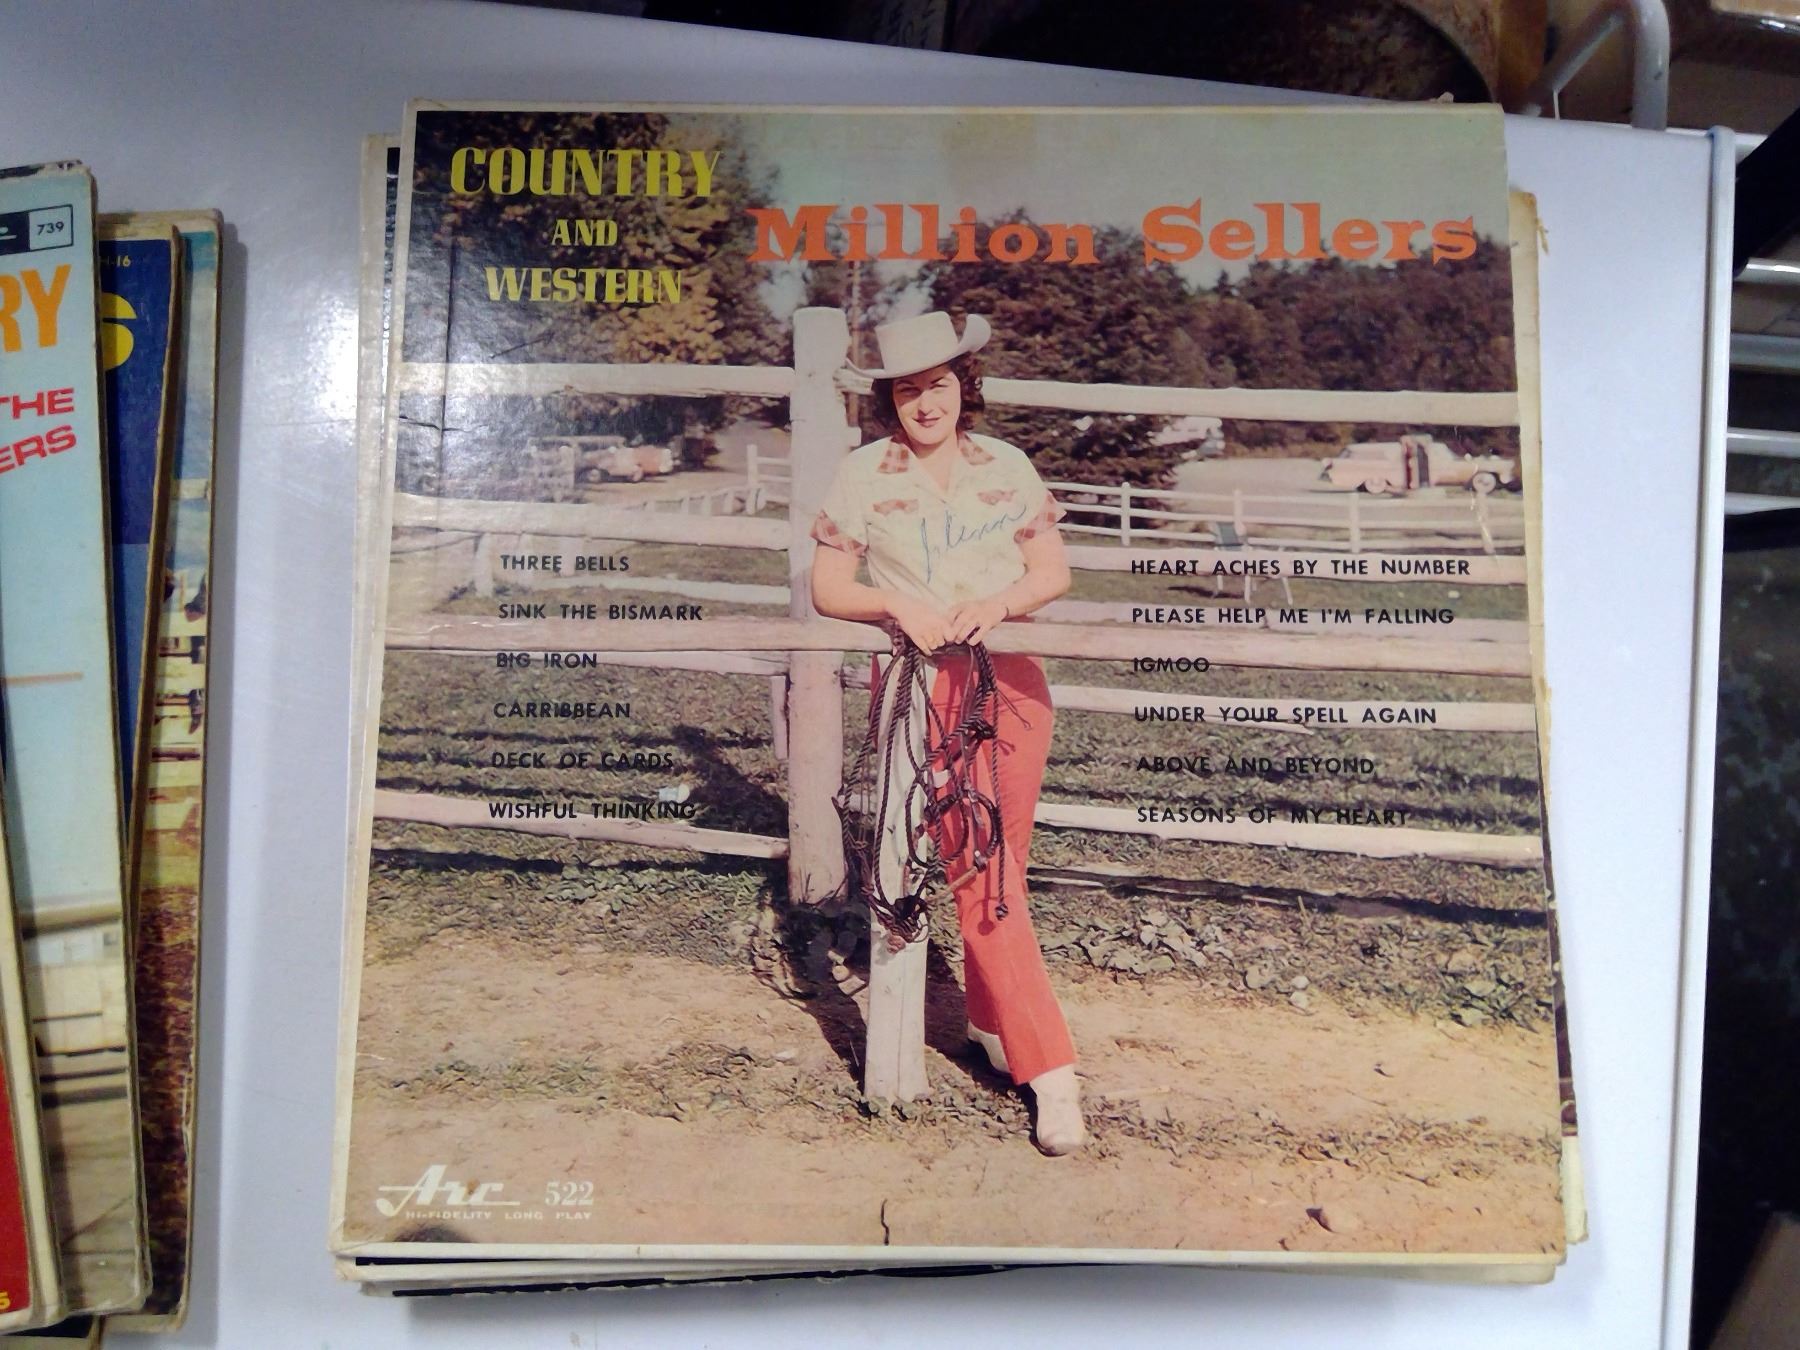 739
RY
THE
ERS
H-16
S
COUNTRY
AND
WESTERN
Million Sellers
THREE BELLS
SINK THE BISMARK
BIG IRON
CARRIBBEAN
DECK OF CARDS
WISHFUL THINKING
HEART ACHES BY THE NUMBER
PLEASE HELP ME I'M FALLING
IGMOO
UNDER YOUR SPELL AGAIN
ABOVE AND BEYOND
SEASONS OF MY HEART
Arc 522
HI-FIDELITY LONG PLAY